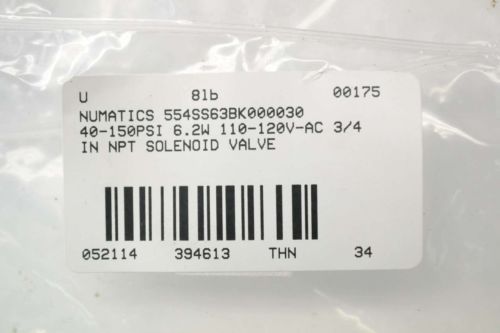 U 8lb 00175
NUMATICS 554SS63BK000030
40-150PSI 6.2W 110-120V-AC 3/4
IN NPT SOLENOID VALVE
052114 394613 THN 34